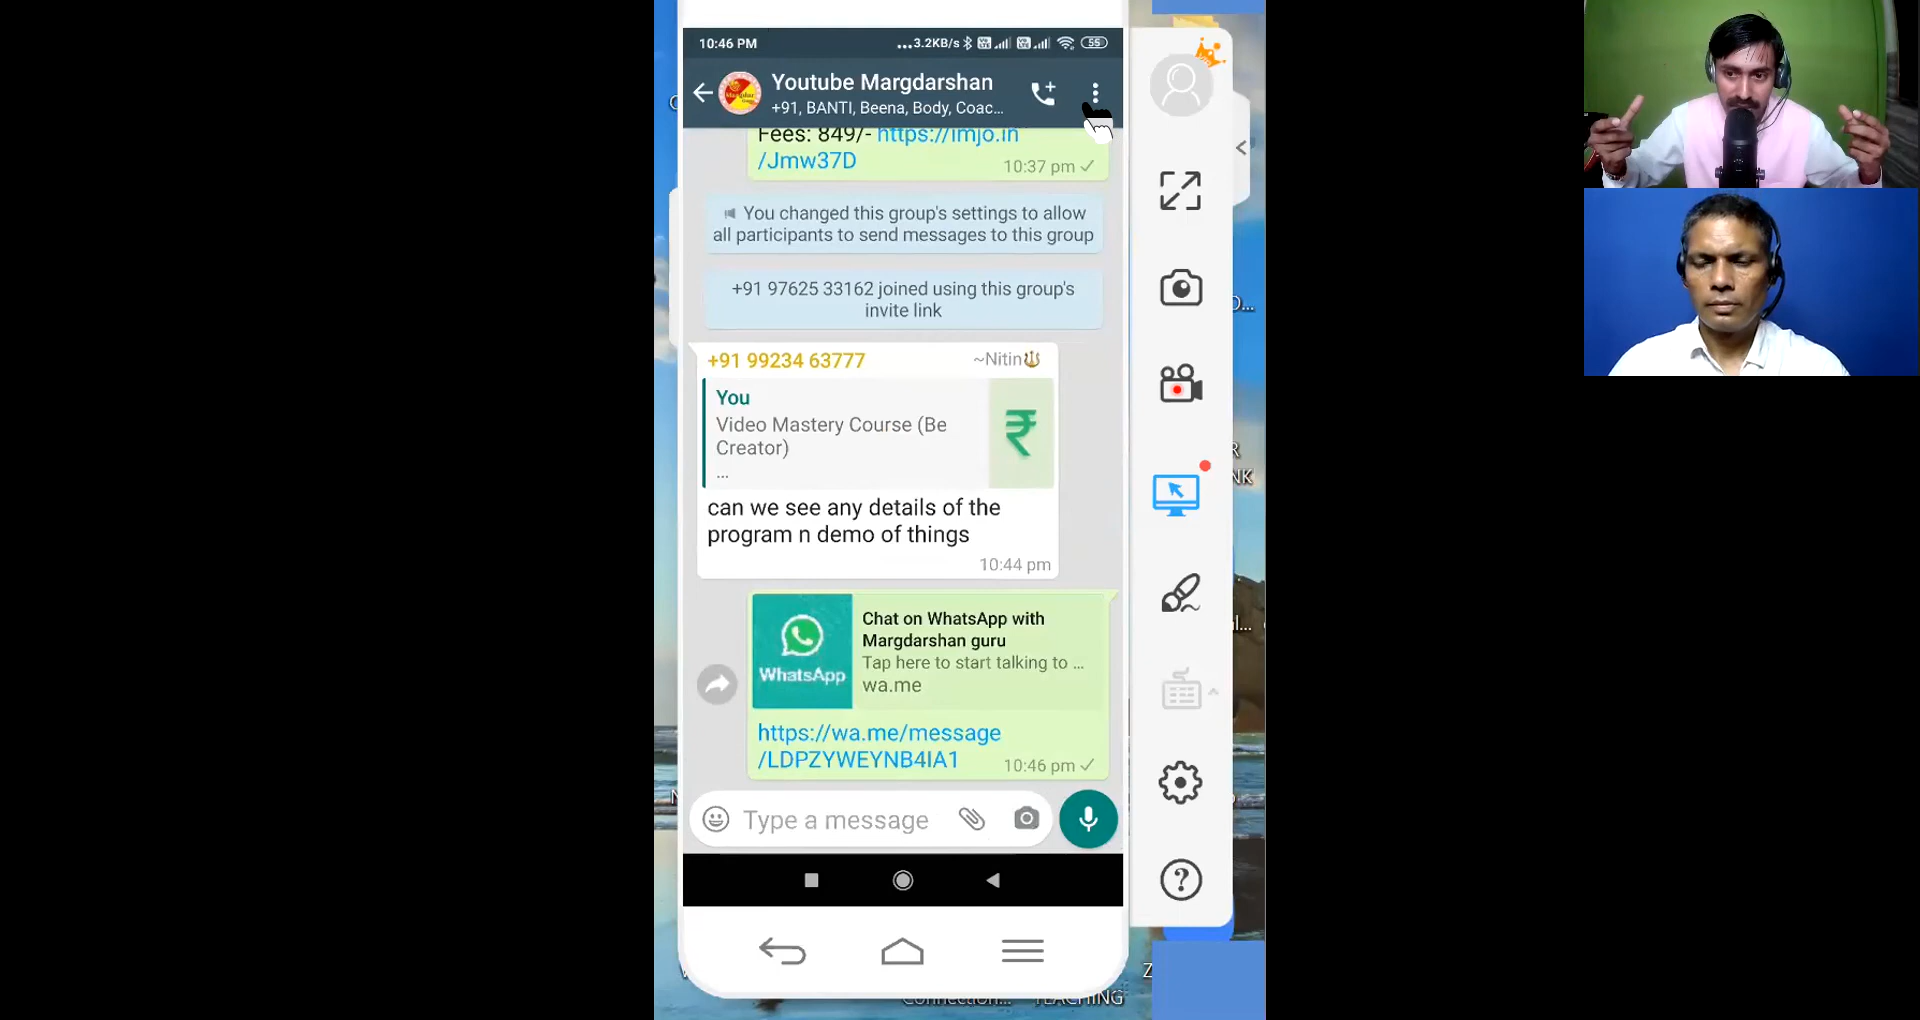 10:46 PM
...3.2KB/s
55
Youtube Margdarshan
+91, BANTI, Beena, Body, Coac...
Fees: 849/- https://imjo.in
/Jmw37D
10:37 pm
You changed this group's settings to allow
all participants to send messages to this group
+91 97625 33162 joined using this group's
invite link
+91 99234 63777
~Nitin
You
Video Mastery Course (Be
Creator)
...
₹
can we see any details of the
program n demo of things
10:44 pm
WhatsApp
Chat on WhatsApp with
Margdarshan guru
Tap here to start talking to ...
wa.me
https://wa.me/message
/LDPZYWEYNB4IA1
10:46 pm
Type a message
Connection...
TEACHING